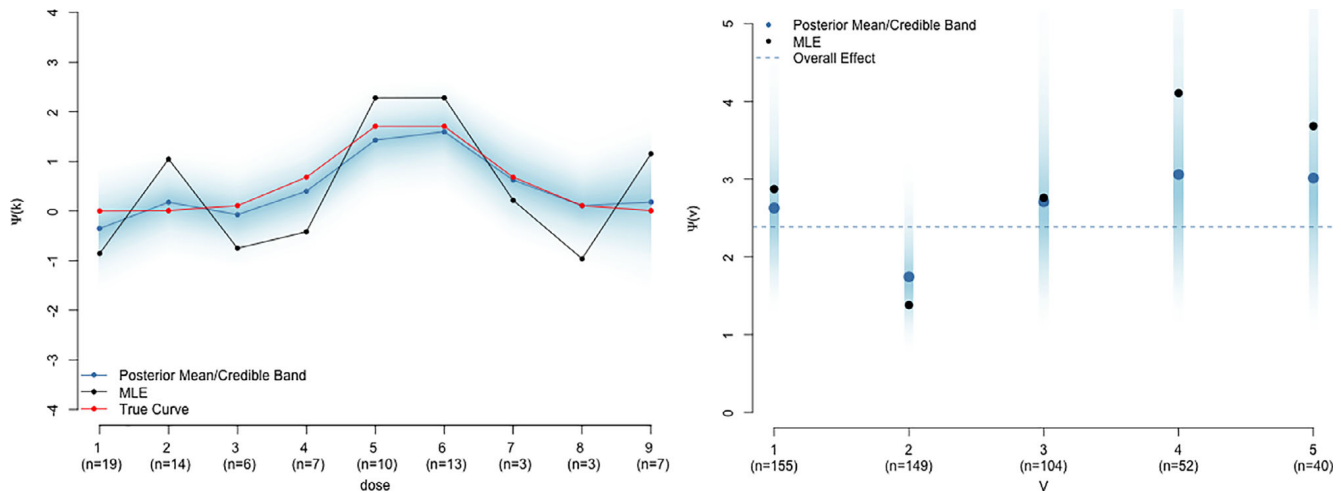 4
3
2
1
0
-1
-2
-3
-4
Ψ(k)
Posterior Mean/Credible Band
MLE
True Curve
1 2 3 4 5 6 7 8 9
(n=19) (n=14) (n=6) (n=7) (n=10) (n=13) (n=3) (n=3) (n=7)
dose
5
4
3
2
1
0
Ψ(v)
Posterior Mean/Credible Band
MLE
Overall Effect
1 2 3 4 5
(n=155) (n=149) (n=104) (n=52) (n=40)
V